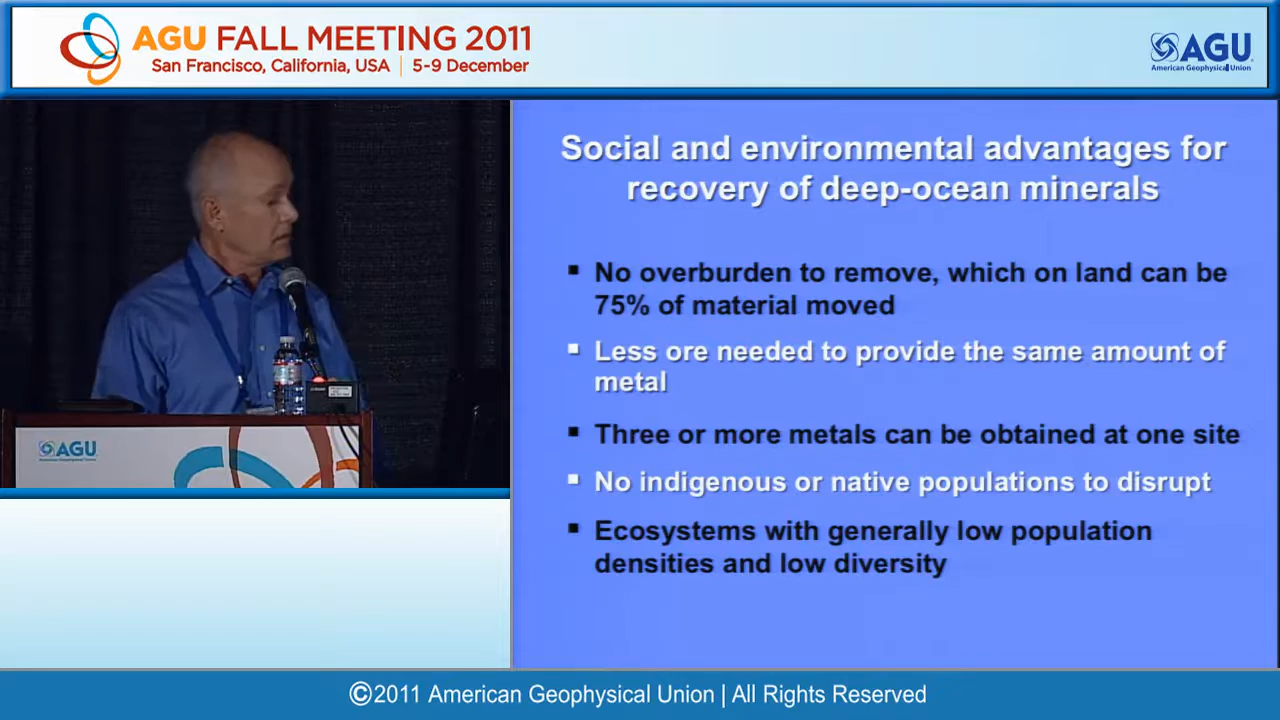 AGU FALL MEETING 2011
San Francisco, California, USA | 5-9 December
AGU
American Geophysical Union
Social and environmental advantages for
recovery of deep-ocean minerals
▪ No overburden to remove, which on land can be
75% of material moved
▪ Less ore needed to provide the same amount of
metal
▪ Three or more metals can be obtained at one site
▪ No indigenous or native populations to disrupt
▪ Ecosystems with generally low population
densities and low diversity
AGU
©2011 American Geophysical Union | All Rights Reserved